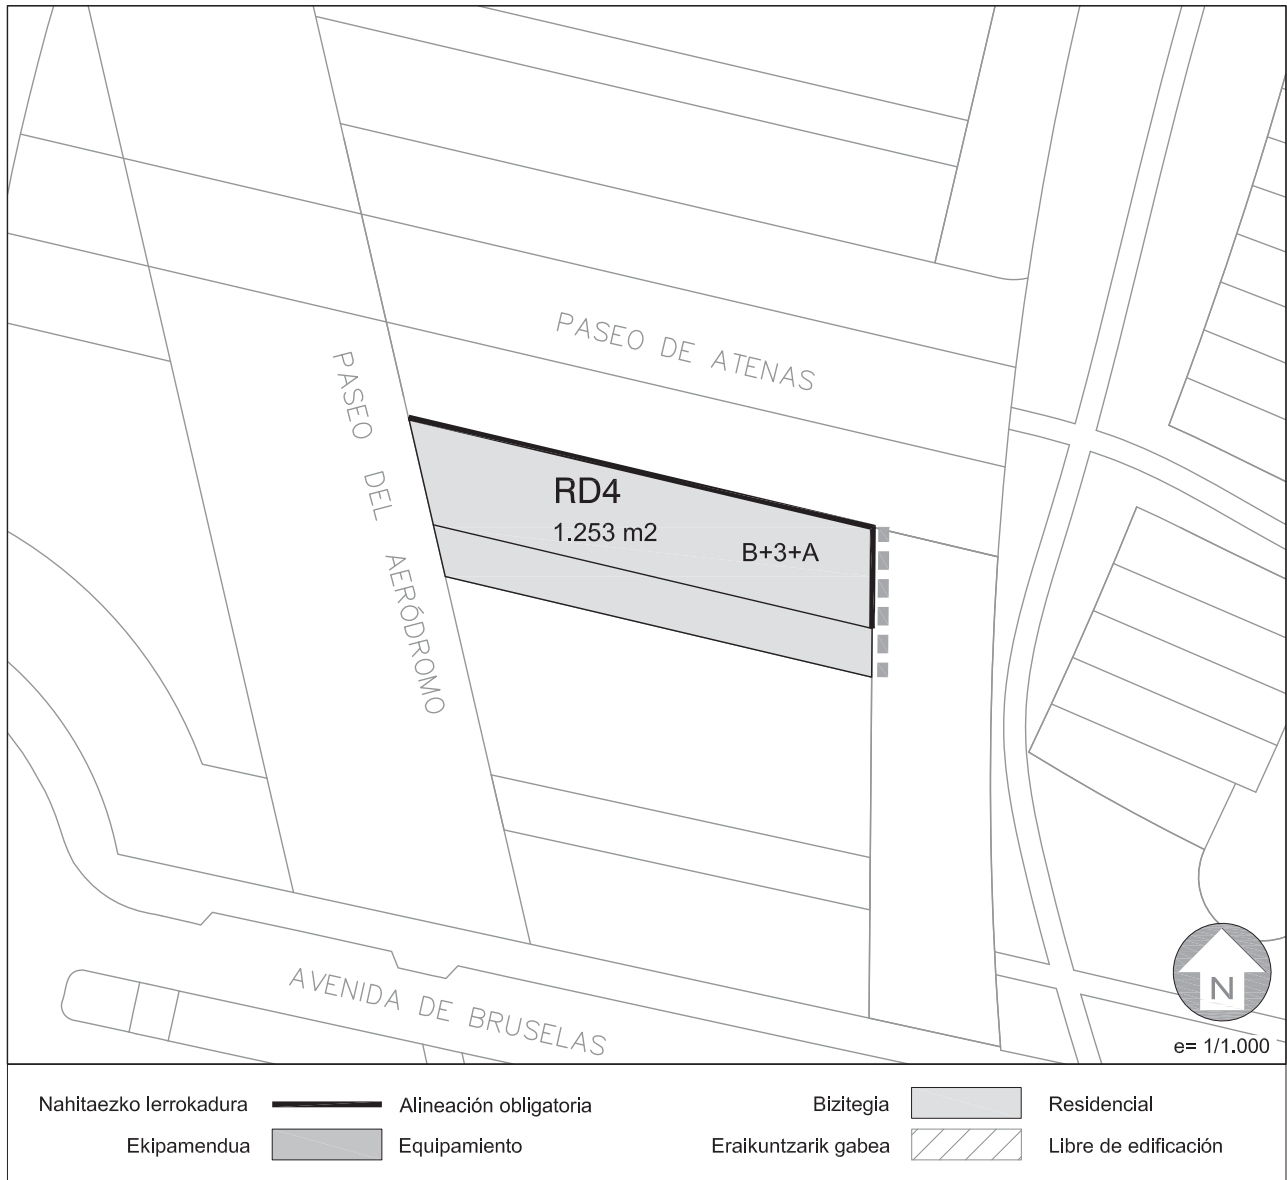 PASEO DE ATENAS
PASEO DEL AERÓDROMO
RD4
1.253 m2
B+3+A
AVENIDA DE BRUSELAS
N
e= 1/1.000
Nahitaezko lerrokadura Alineación obligatoria
Bizitegia Residencial
Ekipamendua Equipamiento
Eraikuntzarik gabea Libre de edificación